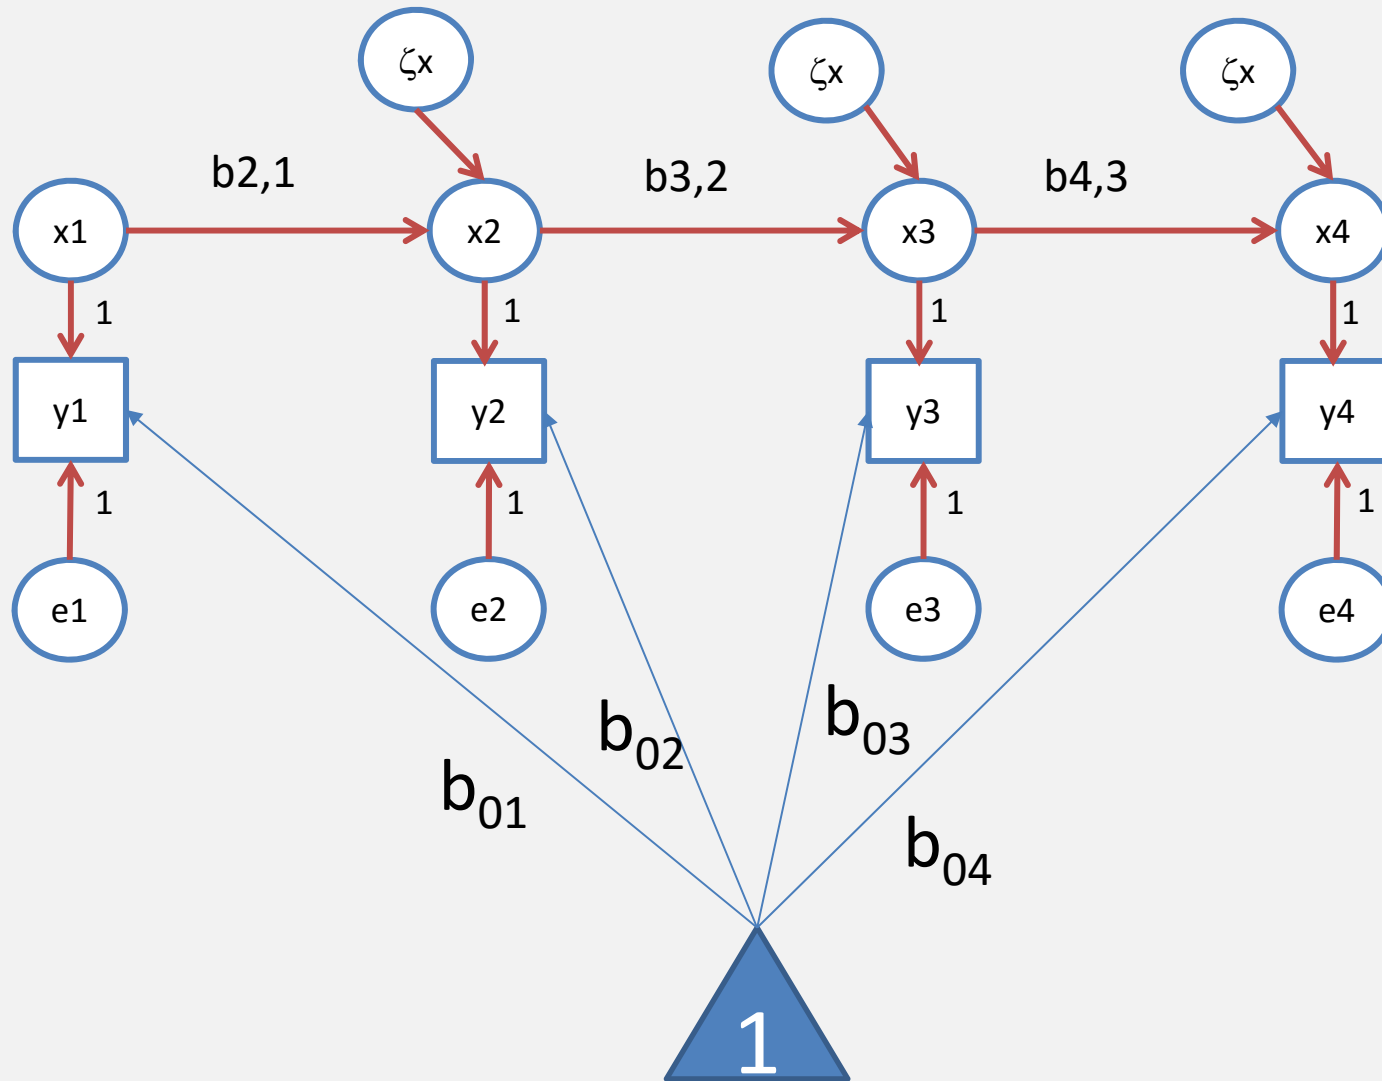 ζx ζx ζx
b2,1 b3,2 b4,3
x1 x2 x3 x4
1 1 1 1
y1 y2 y3 y4
1 1 1 1
e1 e2 e3 e4
b03
b02
b01
b04
1